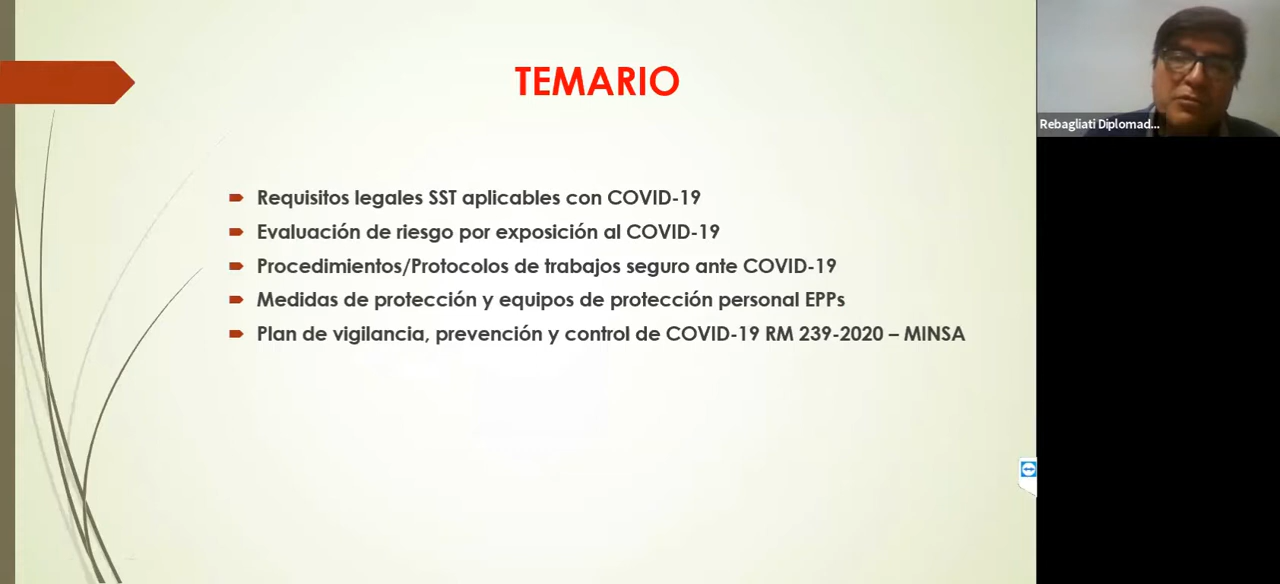 TEMARIO
Requisitos legales SST aplicables con COVID-19
Evaluación de riesgo por exposición al COVID-19
Procedimientos/Protocolos de trabajos seguro ante COVID-19
Medidas de protección y equipos de protección personal EPPs
Plan de vigilancia, prevención y control de COVID-19 RM 239-2020 – MINSA
Rebagliati Diplomad...